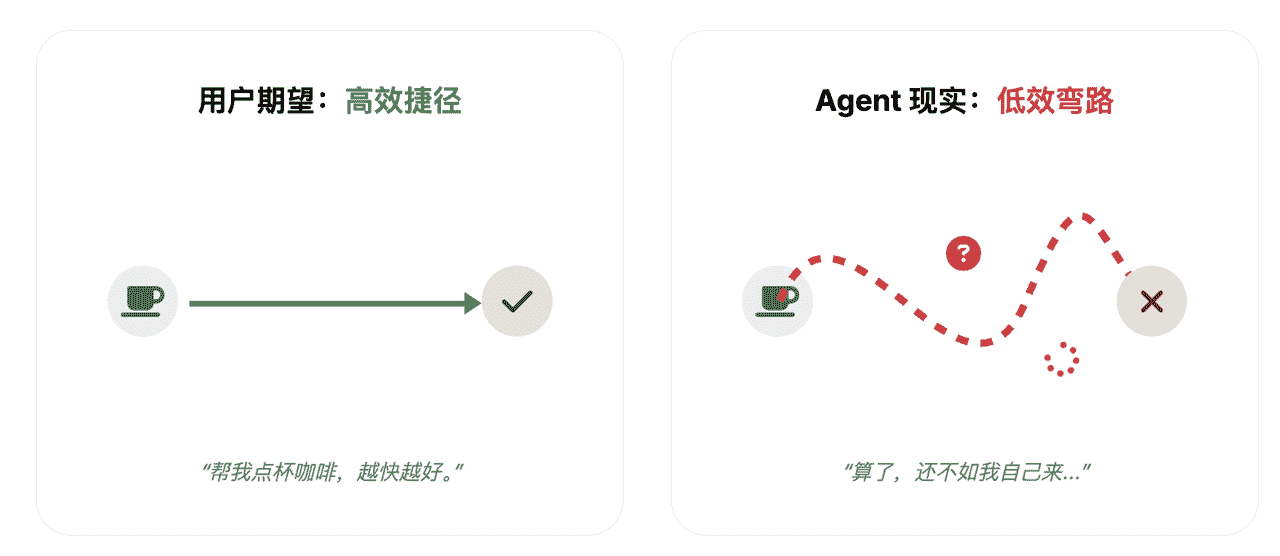 用户期望：高效捷径
Agent 现实：低效弯路
?
“帮我点杯咖啡，越快越好。”
“算了，还不如我自己来...”